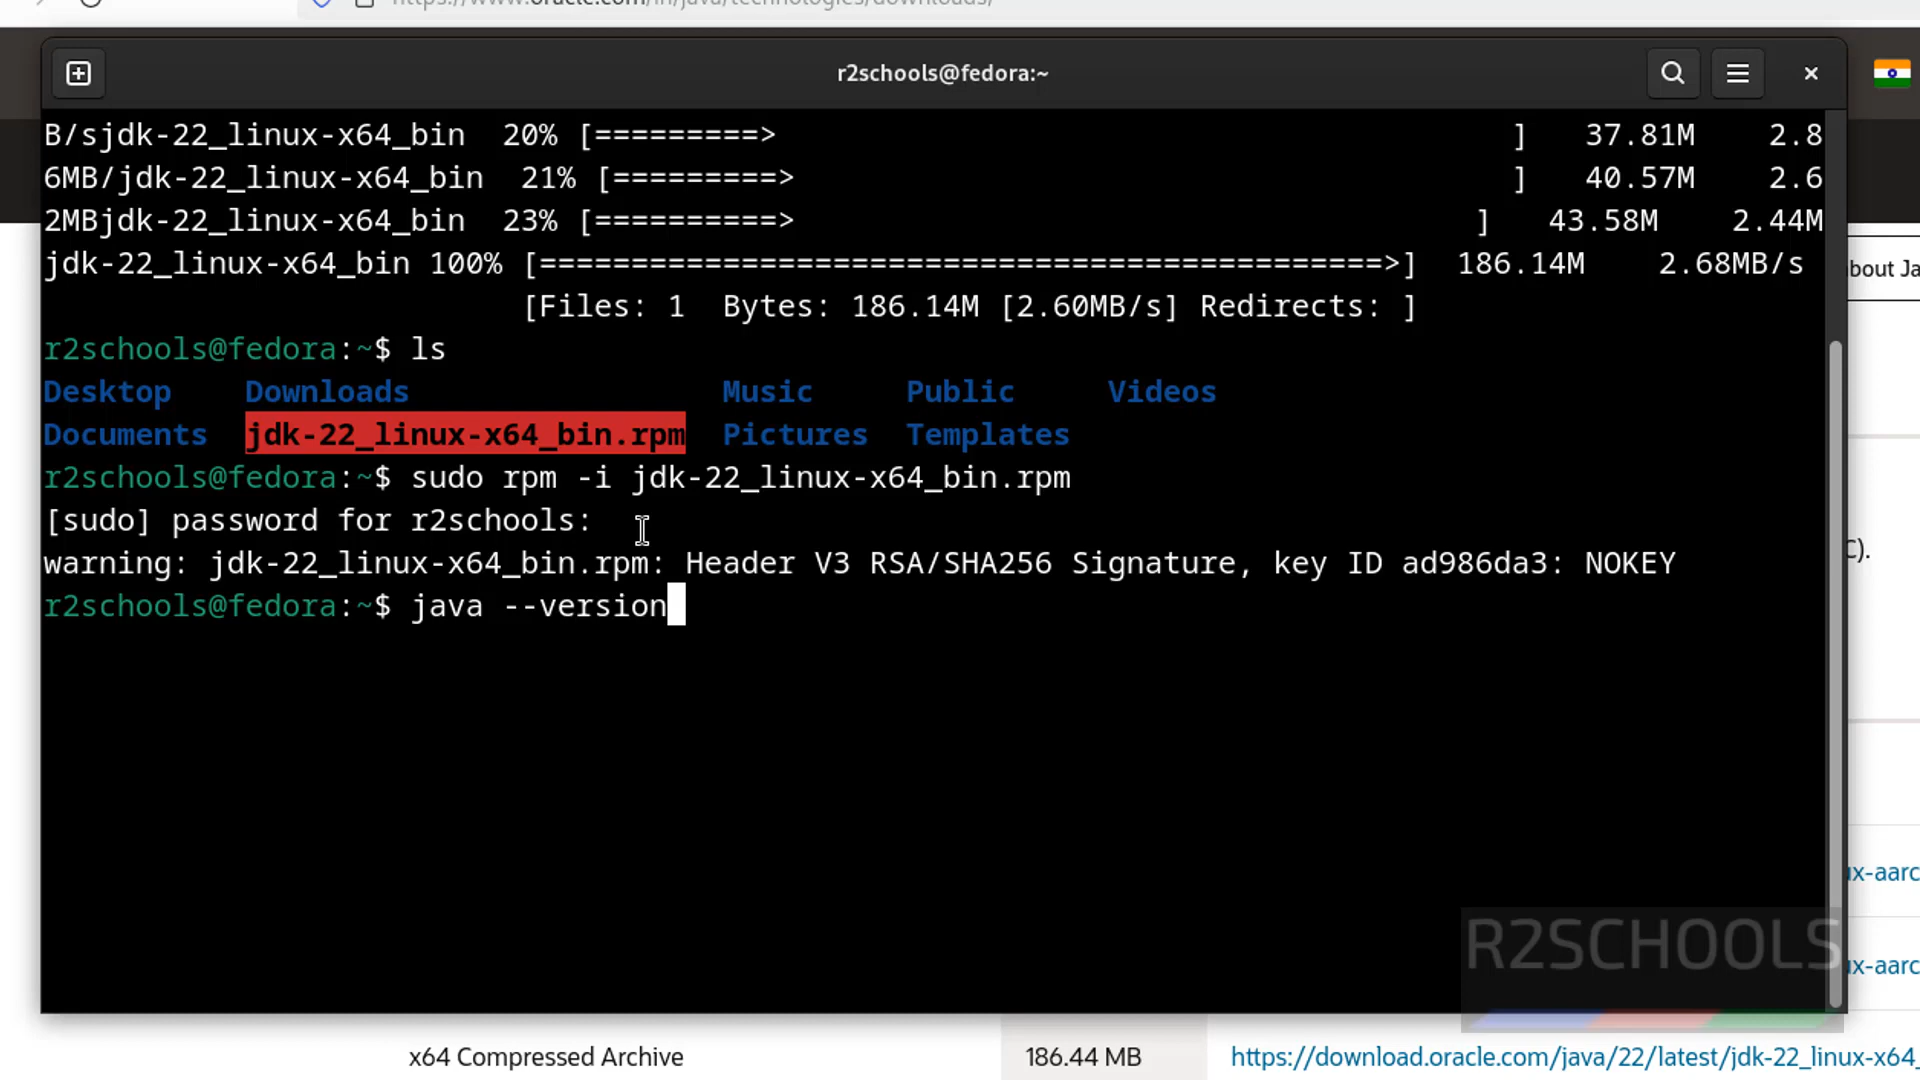 https://www.oracle.com/in/java/technologies/downloads/
r2schools@fedora:~
B/sjdk-22_linux-x64_bin  20% [=========>                                        ]   37.81M    2.8
6MB/jdk-22_linux-x64_bin  21% [=========>                                       ]   40.57M    2.6
2MBjdk-22_linux-x64_bin  23% [==========>                                     ]   43.58M    2.44M
jdk-22_linux-x64_bin 100% [==============================================>]  186.14M    2.68MB/s
                          [Files: 1  Bytes: 186.14M [2.60MB/s] Redirects: ]
r2schools@fedora:~$ ls
Desktop    Downloads                 Music     Public     Videos
Documents  jdk-22_linux-x64_bin.rpm  Pictures  Templates
r2schools@fedora:~$ sudo rpm -i jdk-22_linux-x64_bin.rpm
[sudo] password for r2schools:
warning: jdk-22_linux-x64_bin.rpm: Header V3 RSA/SHA256 Signature, key ID ad986da3: NOKEY
r2schools@fedora:~$ java --version
bout Ja
C).
ux-aarc
ux-aarc
R2SCHOOLS
x64 Compressed Archive
186.44 MB
https://download.oracle.com/java/22/latest/jdk-22_linux-x64_